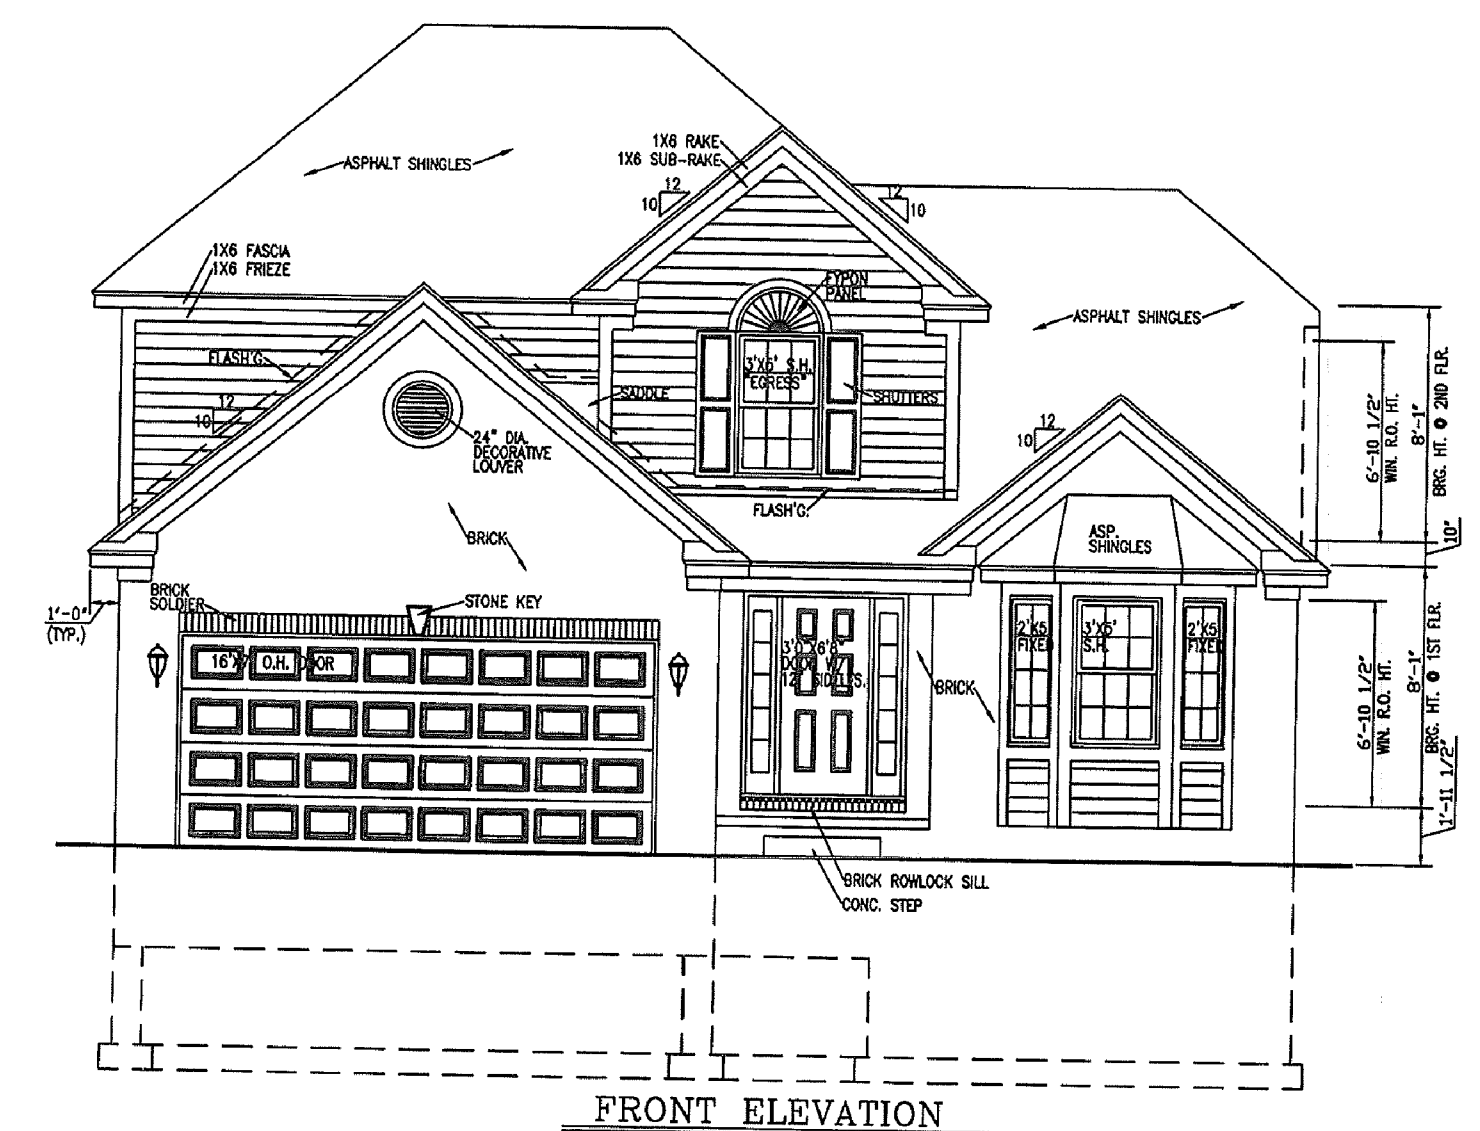 1X6 RAKE
1X6 SUB-RAKE
ASPHALT SHINGLES
12
10
12
10
1X6 FASCIA
1X6 FRIEZE
FYPON
PANEL
ASPHALT SHINGLES
FLASH'G.
3'X5' S.H.
"EGRESS"
SADDLE
SHUTTERS
12
10
24" DIA.
DECORATIVE
LOUVER
12
10
6'-10 1/2"
WIN. R.O. HT.
8'-1"
BRG. HT. @ 2ND FLR.
FLASH'G.
BRICK
ASP.
SHINGLES
10"
1'-0"
(TYP.)
BRICK
SOLDIER
STONE KEY
16'X7' O.H. DOOR
3'0"X6'8"
DOOR W/
12" SIDELTS.
BRICK
2'X5'
FIXED
3'X5'
S.H.
2'X5'
FIXED
6'-10 1/2"
WIN. R.O. HT.
8'-1"
BRG. HT. @ 1ST FLR.
1'-11 1/2"
BRICK ROWLOCK SILL
CONC. STEP
FRONT ELEVATION